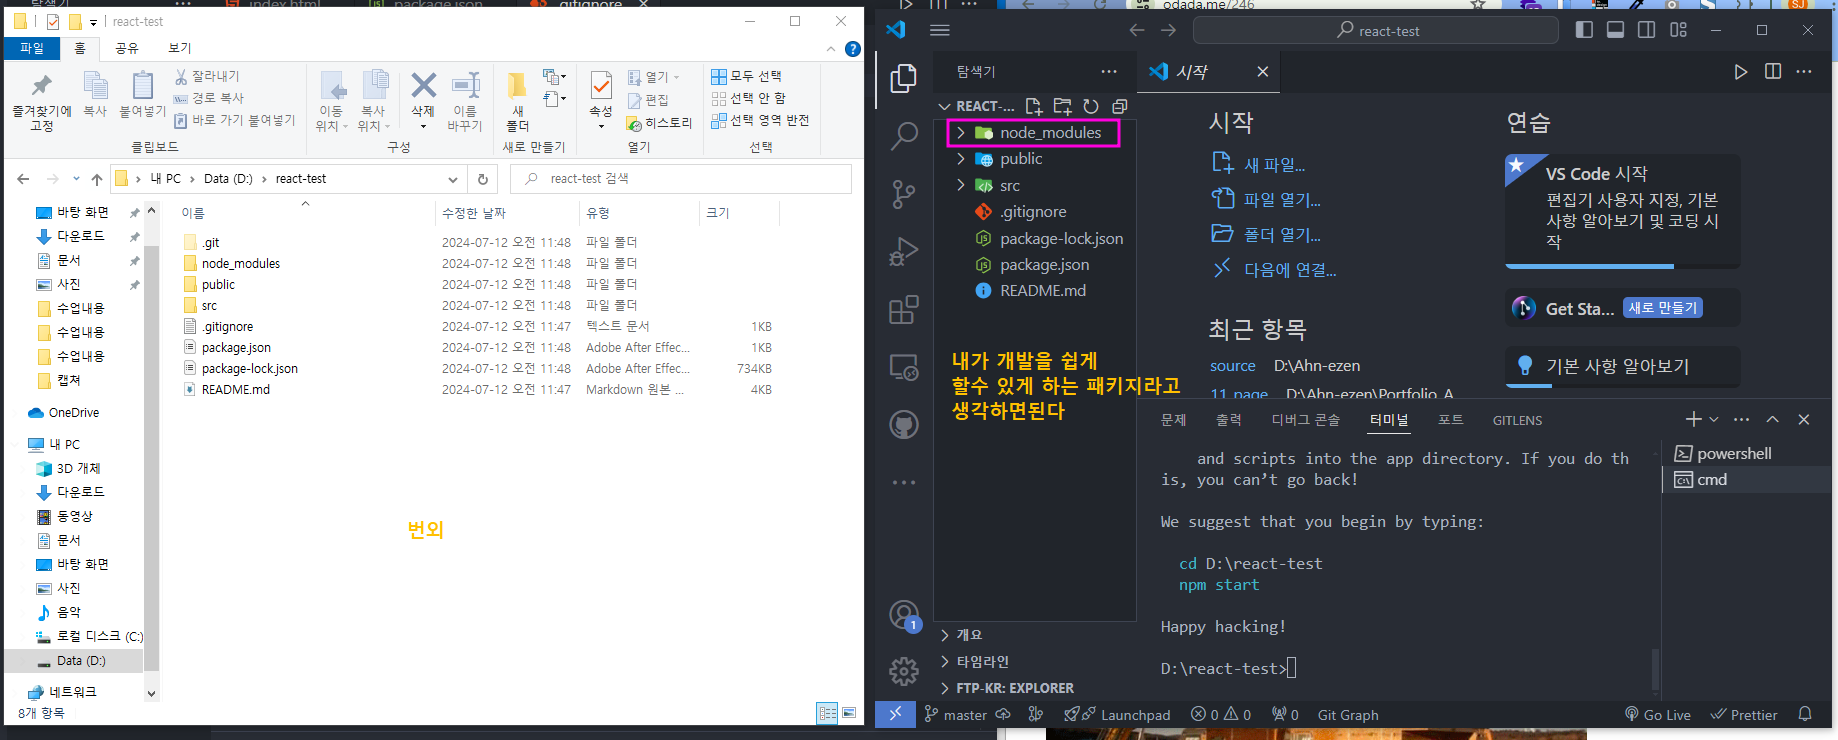 index.html
package.json
.gitignore
odada.me/246
react-test
파일
홈
공유
보기
즐겨찾기에
고정
복사
붙여넣기
잘라내기
경로 복사
바로 가기 붙여넣기
클립보드
이동
위치
복사
위치
삭제
이름
바꾸기
구성
새
폴더
새로 만들기
속성
열기
편집
히스토리
열기
모두 선택
선택 안 함
선택 영역 반전
선택
내 PC > Data (D:) > react-test
react-test 검색
바탕 화면
다운로드
문서
사진
수업내용
수업내용
수업내용
캡쳐
OneDrive
내 PC
3D 개체
다운로드
동영상
문서
바탕 화면
사진
음악
로컬 디스크 (C:)
Data (D:)
네트워크
8개 항목
이름 수정한 날짜 유형 크기
.git 2024-07-12 오전 11:48 파일 폴더
node_modules 2024-07-12 오전 11:48 파일 폴더
public 2024-07-12 오전 11:48 파일 폴더
src 2024-07-12 오전 11:48 파일 폴더
.gitignore 2024-07-12 오전 11:47 텍스트 문서 1KB
package.json 2024-07-12 오전 11:48 Adobe After Effec... 1KB
package-lock.json 2024-07-12 오전 11:48 Adobe After Effec... 734KB
README.md 2024-07-12 오전 11:47 Markdown 원본 ... 4KB
번외
react-test
탐색기
REACT-...
node_modules
public
src
.gitignore
package-lock.json
package.json
README.md
내가 개발을 쉽게
할수 있게 하는 패키지라고
생각하면된다
개요
타임라인
FTP-KR: EXPLORER
시작
시작
새 파일...
파일 열기...
폴더 열기...
다음에 연결...
최근 항목
source D:\Ahn-ezen
11_page D:\Ahn-ezen\Portfolio_A
연습
VS Code 시작
편집기 사용자 지정, 기본
사항 알아보기 및 코딩 시
작
Get Sta... 새로 만들기
기본 사항 알아보기
문제 출력 디버그 콘솔 터미널 포트 GITLENS
and scripts into the app directory. If you do th
is, you can’t go back!
We suggest that you begin by typing:
cd D:\react-test
npm start
Happy hacking!
D:\react-test>
powershell
cmd
1
master
Launchpad
0
0
0
Git Graph
Go Live
Prettier